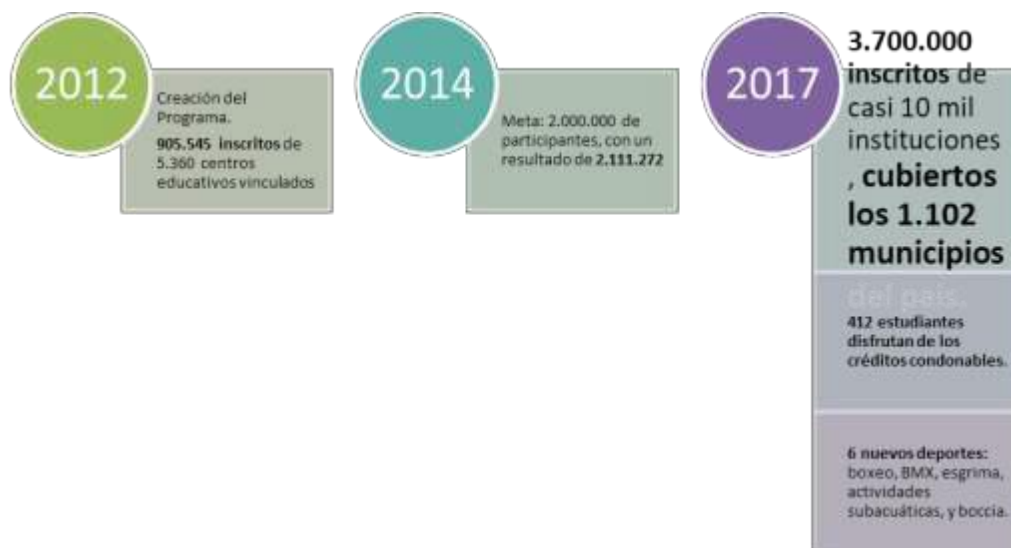 2012
Creación del
Programa.
905.545 inscritos de
5.360 centros
educativos vinculados
2014
Meta: 2.000.000 de
participantes, con un
resultado de 2.111.272
2017
3.700.000
inscritos de
casi 10 mil
instituciones
, cubiertos
los 1.102
municipios
del país.
412 estudiantes
disfrutan de los
créditos condonables.
6 nuevos deportes:
boxeo, BMX, esgrima,
actividades
subacuáticas, y boccia.